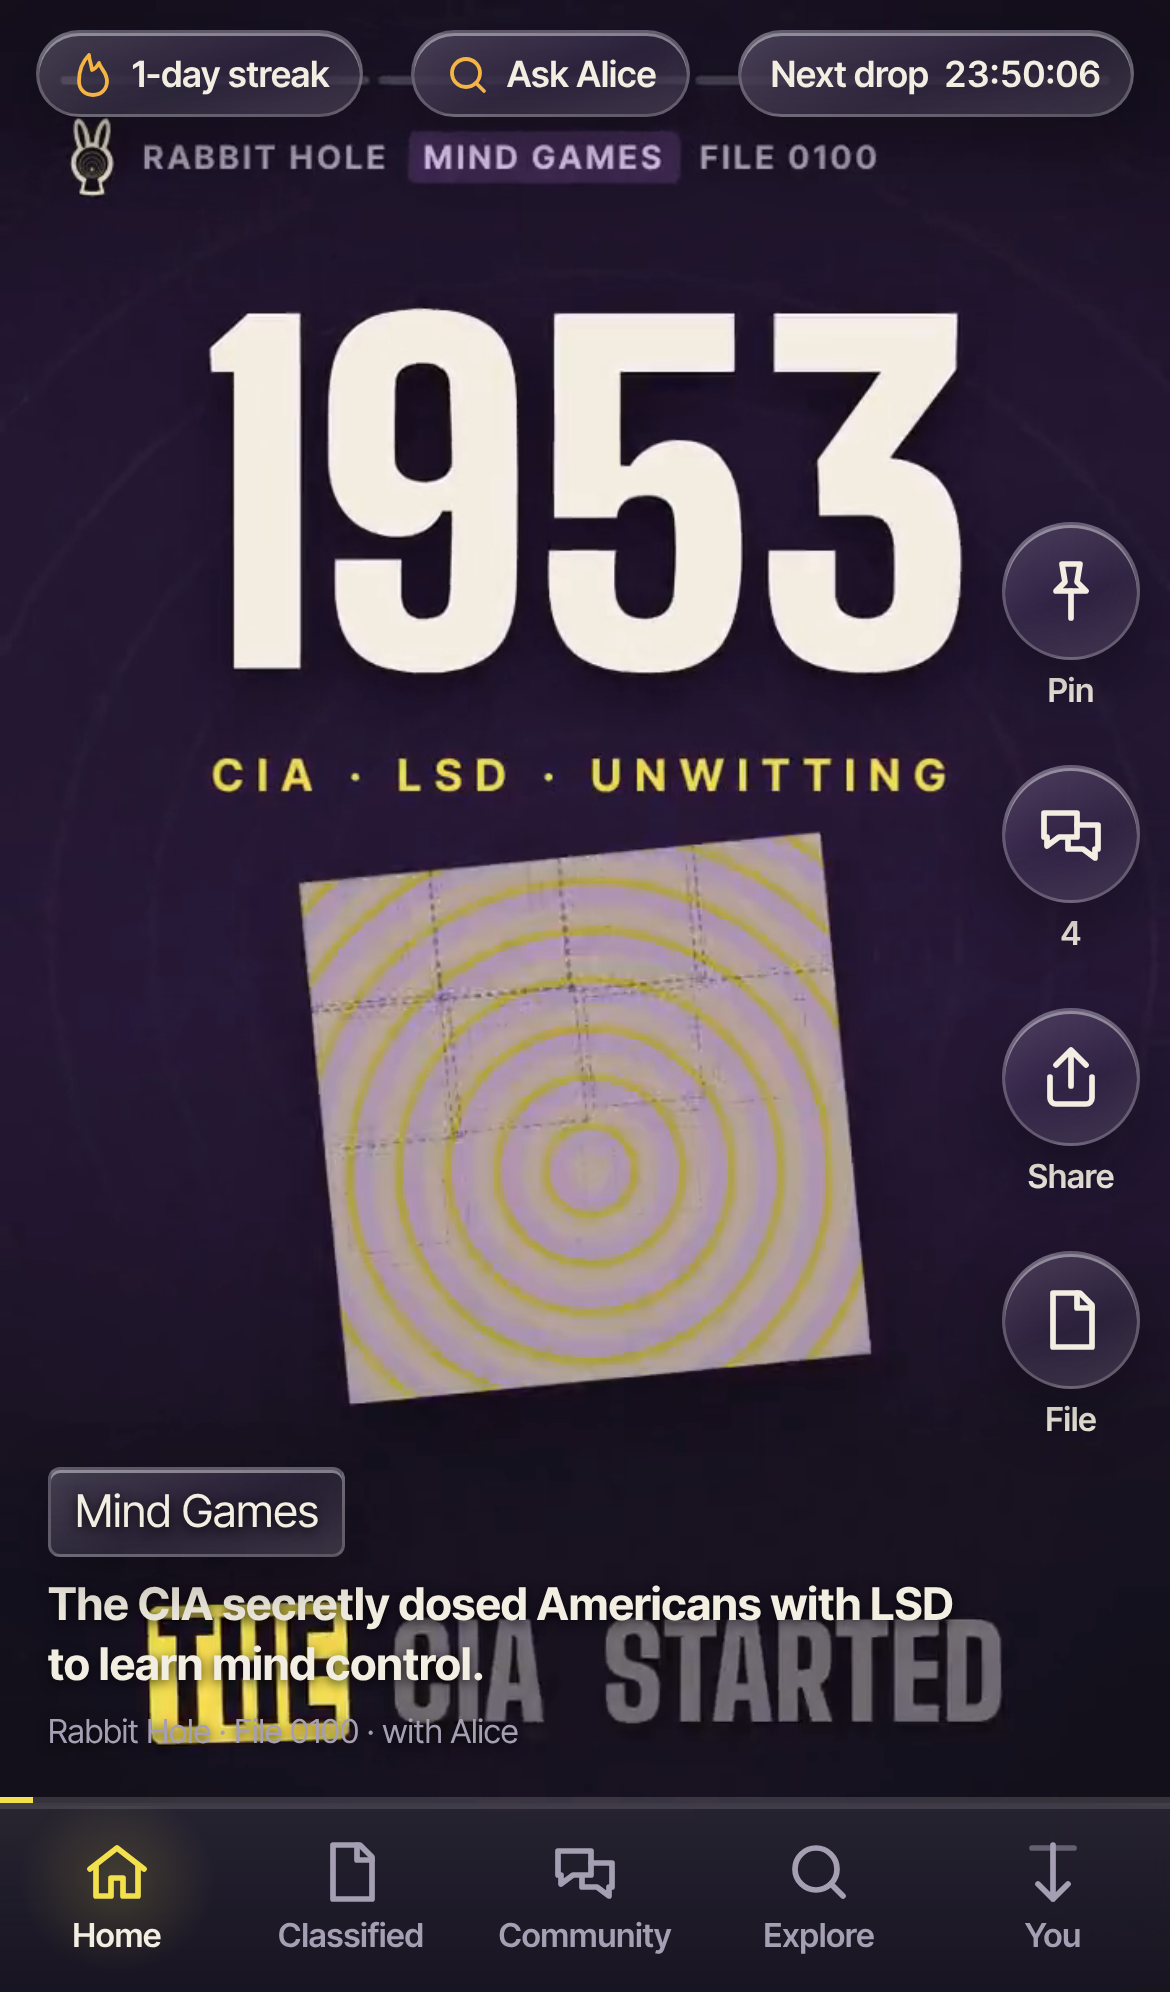 1-day streak
Ask Alice
Next drop 23:50:06
RABBIT HOLE MIND GAMES FILE 0100
1953
CIA · LSD · UNWITTING
Pin
4
Share
File
Mind Games
The CIA secretly dosed Americans with LSD
to learn mind control.
THE CIA STARTED
Rabbit Hole · File 0100 · with Alice
Home
Classified
Community
Explore
You